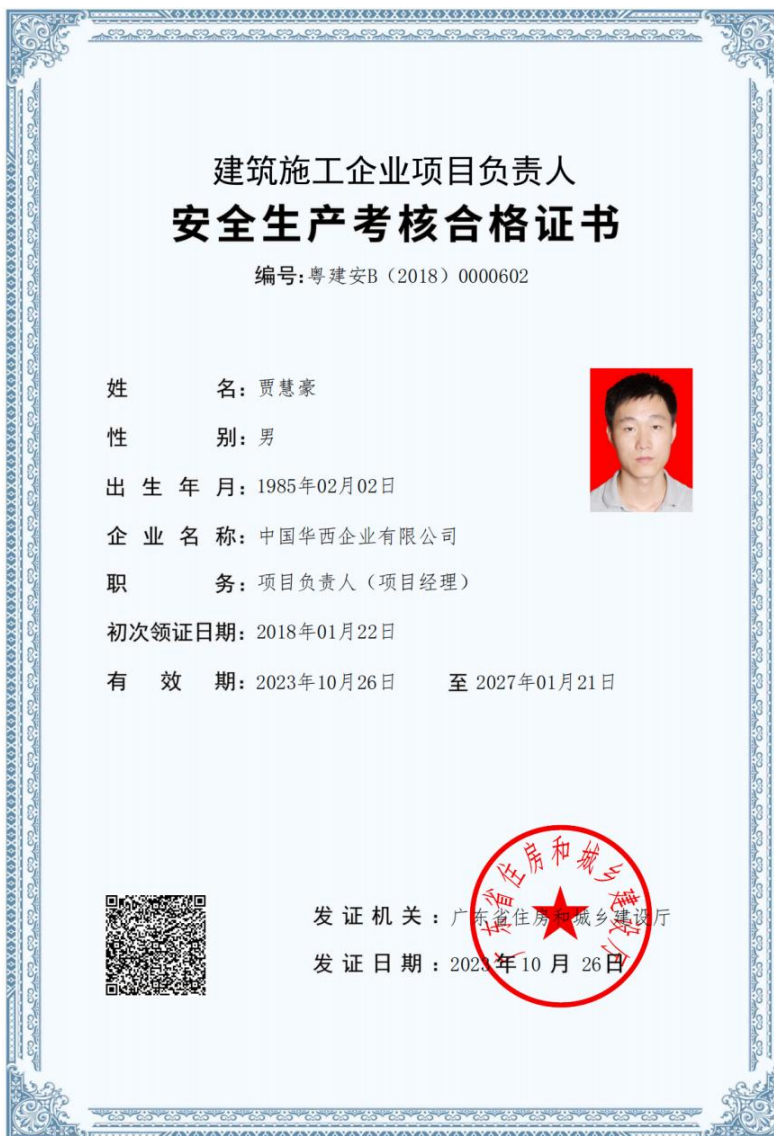 建筑施工企业项目负责人
安全生产考核合格证书
编号:粤建安B（2018）0000602
姓 名:贾慧豪
性 别:男
出生年月:1985年02月02日
企业名称:中国华西企业有限公司
职 务:项目负责人（项目经理）
初次领证日期:2018年01月22日
有 效 期:2023年10月26日 至 2027年01月21日
广东省住房和城乡建设厅
发证机关:广东省住房和城乡建设厅
发证日期:2023年10月26日